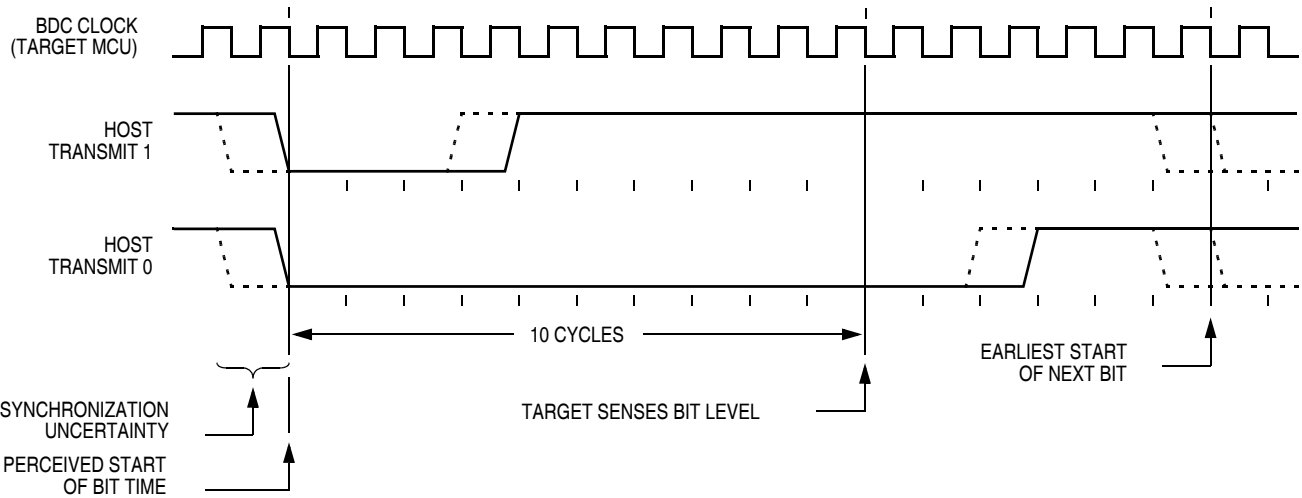 BDC CLOCK
(TARGET MCU)
HOST
TRANSMIT 1
HOST
TRANSMIT 0
10 CYCLES
EARLIEST START
OF NEXT BIT
SYNCHRONIZATION
UNCERTAINTY
TARGET SENSES BIT LEVEL
PERCEIVED START
OF BIT TIME